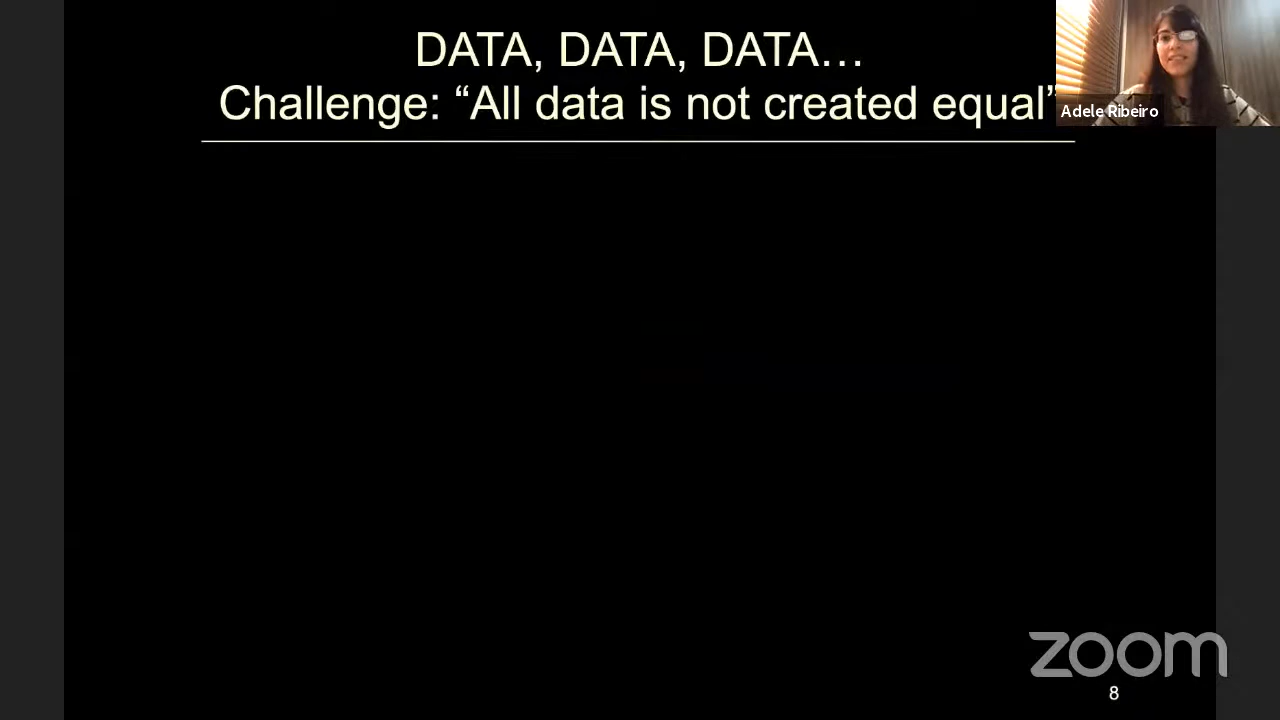 DATA, DATA, DATA…
Challenge: “All data is not created equal”
Adele Ribeiro
zoom
8